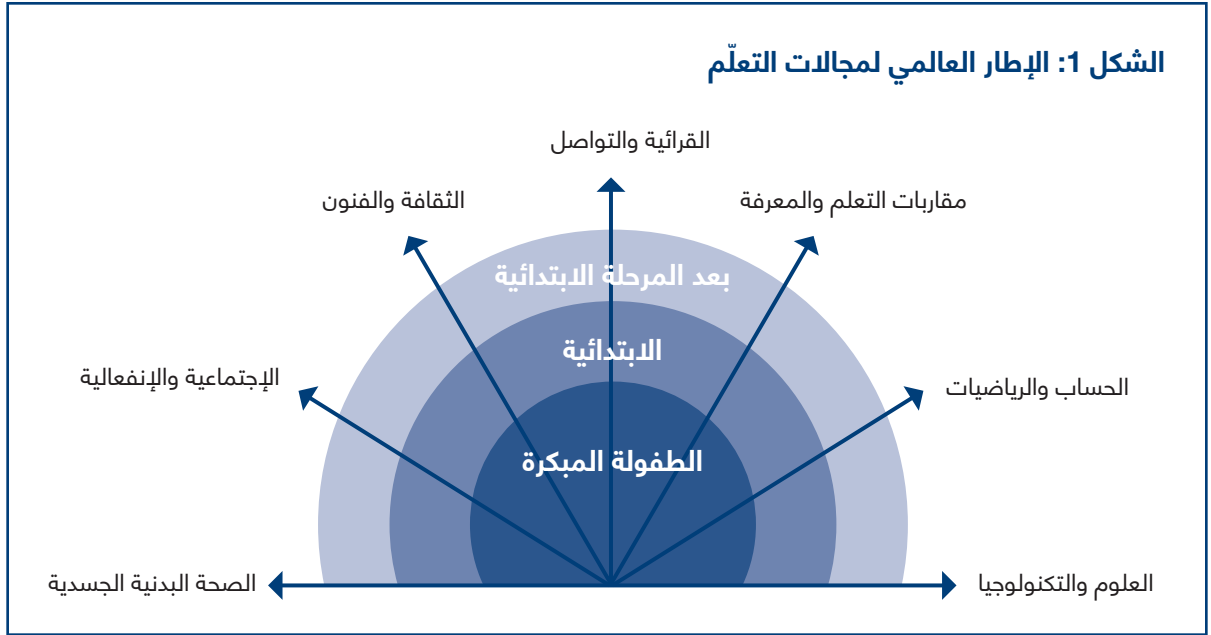 الشكل 1: الإطار العالمي لمجالات التعلّم
القرائية والتواصل
مقاربات التعلم والمعرفة
الثقافة والفنون
بعد المرحلة الابتدائية
الابتدائية
الحساب والرياضيات
الإجتماعية والإنفعالية
الطفولة المبكرة
العلوم والتكنولوجيا
الصحة البدنية الجسدية